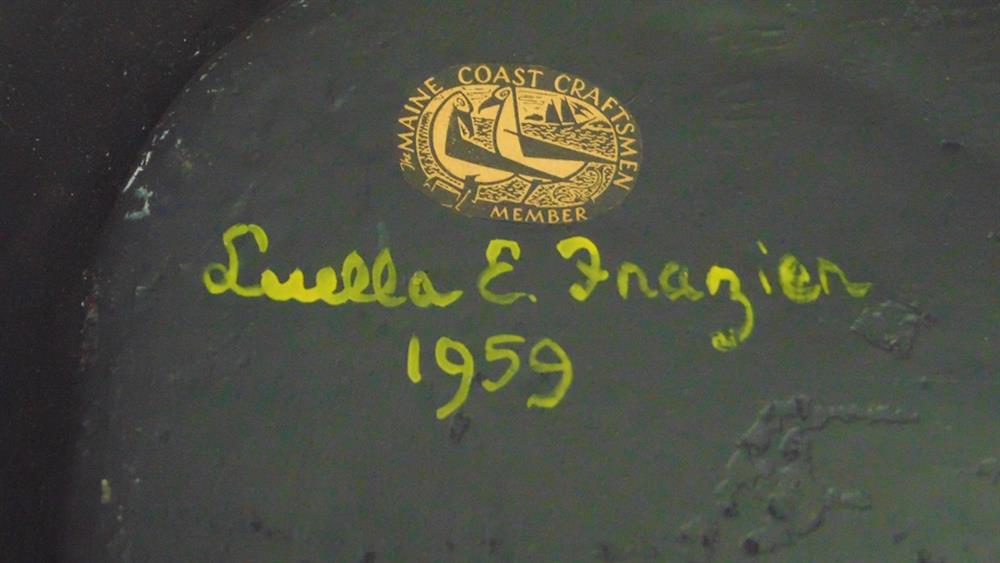 The MAINE COAST CRAFTSMEN
MEMBER
Luella E. Frazier
1959